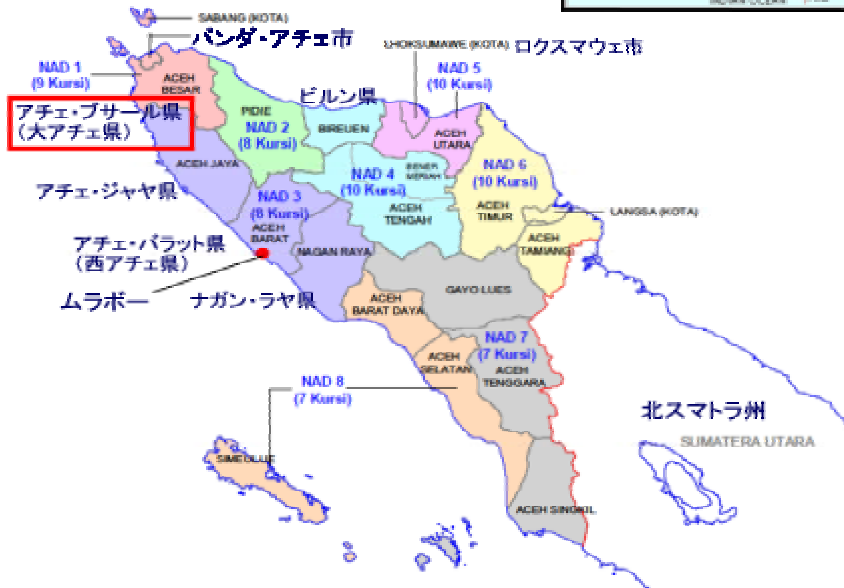 INDIAN OCEAN
SABANG (KOTA)
バンダ・アチェ市
LHOKSUMAWE (KOTA)
ロクスマウェ市
NAD 1
(9 Kursi)
ACEH
BESAR
NAD 5
(10 Kursi)
アチェ・ブサール県
(大アチェ県)
PIDIE
NAD 2
(8 Kursi)
ビルン県
BIREUEN
ACEH
UTARA
ACEH JAYA
NAD 4
(10 Kursi)
BENER
MERIAH
NAD 6
(10 Kursi)
アチェ・ジャヤ県
NAD 3
(8 Kursi)
ACEH
TENGAH
ACEH
TIMUR
LANGSA (KOTA)
ACEH
BARAT
アチェ・バラット県
(西アチェ県)
NAGAN RAYA
ACEH
TAMIANG
ムラボー
ナガン・ラヤ県
GAYO LUES
ACEH
BARAT DAYA
NAD 7
(7 Kursi)
ACEH
SELATAN
ACEH
TENGGARA
NAD 8
(7 Kursi)
北スマトラ州
SUMATERA UTARA
SIMEULUE
ACEH SINGKIL